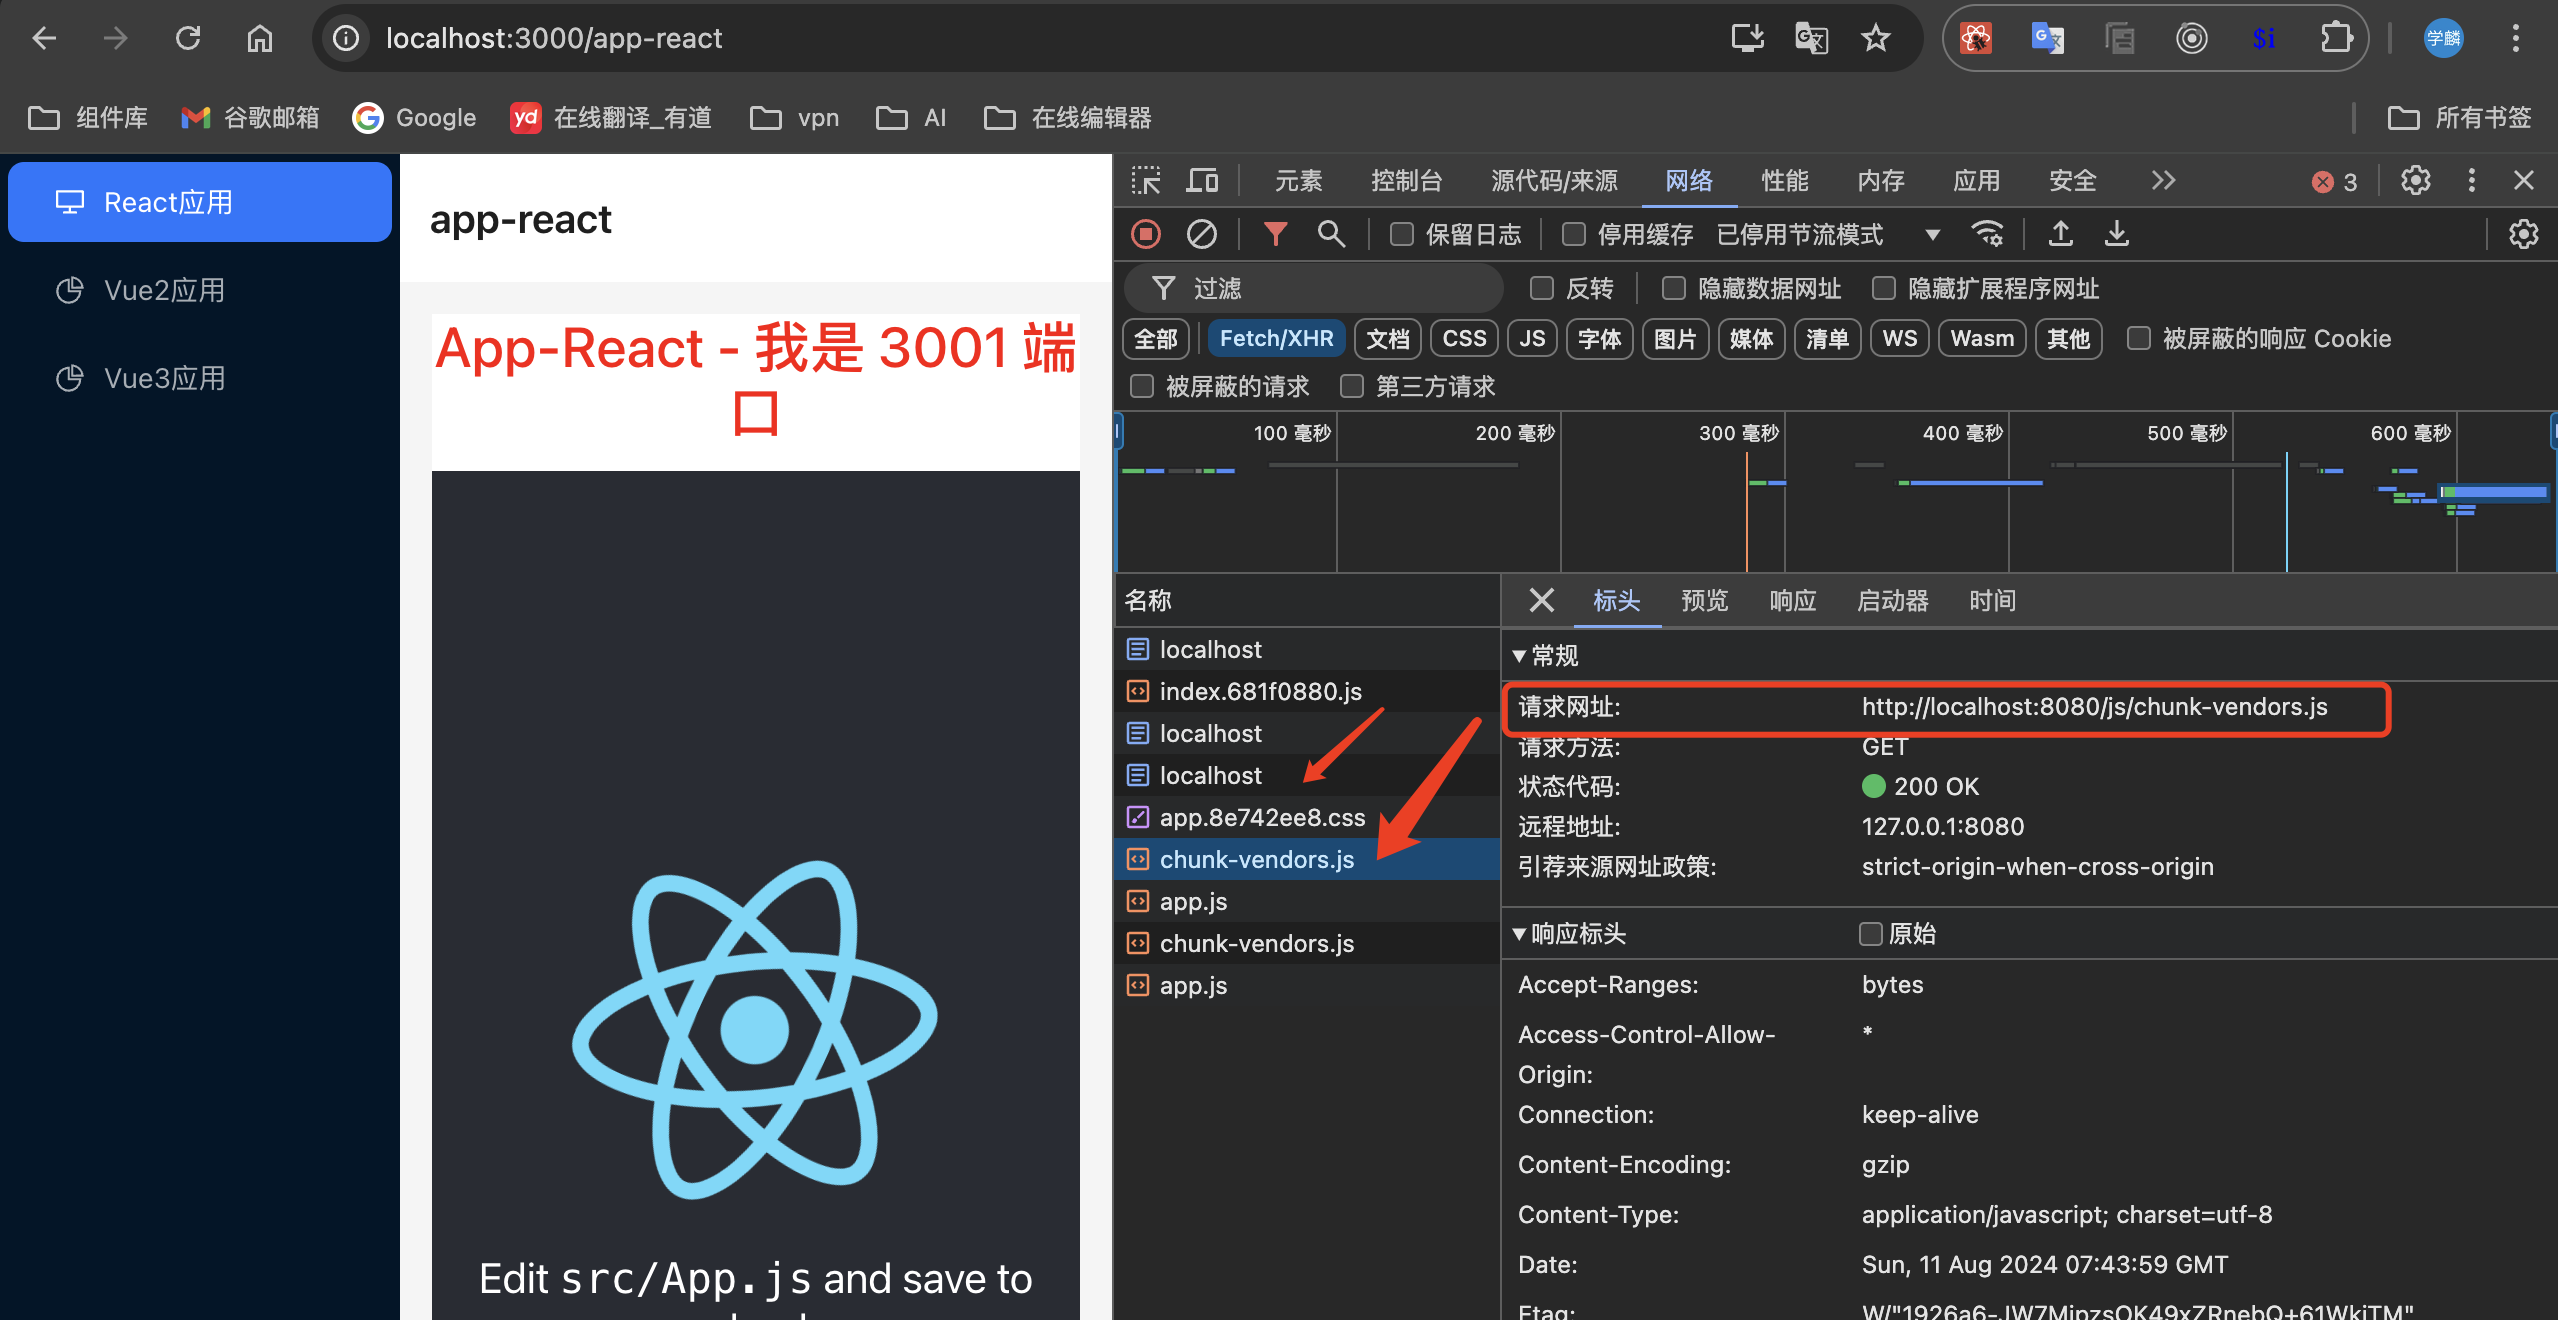 localhost:3000/app-react
$i
学麟
组件库 谷歌邮箱 Google yd 在线翻译_有道 vpn AI 在线编辑器 所有书签
React应用
Vue2应用
Vue3应用
app-react
App-React - 我是 3001 端
口
Edit src/App.js and save to
元素 控制台 源代码/来源 网络 性能 内存 应用 安全 3
保留日志 停用缓存 已停用节流模式
过滤 反转 隐藏数据网址 隐藏扩展程序网址
全部 Fetch/XHR 文档 CSS JS 字体 图片 媒体 清单 WS Wasm 其他 被屏蔽的响应 Cookie
被屏蔽的请求 第三方请求
100 毫秒 200 毫秒 300 毫秒 400 毫秒 500 毫秒 600 毫秒
名称
localhost
index.681f0880.js
localhost
localhost
app.8e742ee8.css
chunk-vendors.js
app.js
chunk-vendors.js
app.js
标头 预览 响应 启动器 时间
常规
请求网址: http://localhost:8080/js/chunk-vendors.js
请求方法: GET
状态代码: 200 OK
远程地址: 127.0.0.1:8080
引荐来源网址政策: strict-origin-when-cross-origin
响应标头 原始
Accept-Ranges: bytes
Access-Control-Allow- *
Origin:
Connection: keep-alive
Content-Encoding: gzip
Content-Type: application/javascript; charset=utf-8
Date: Sun, 11 Aug 2024 07:43:59 GMT
Etag: